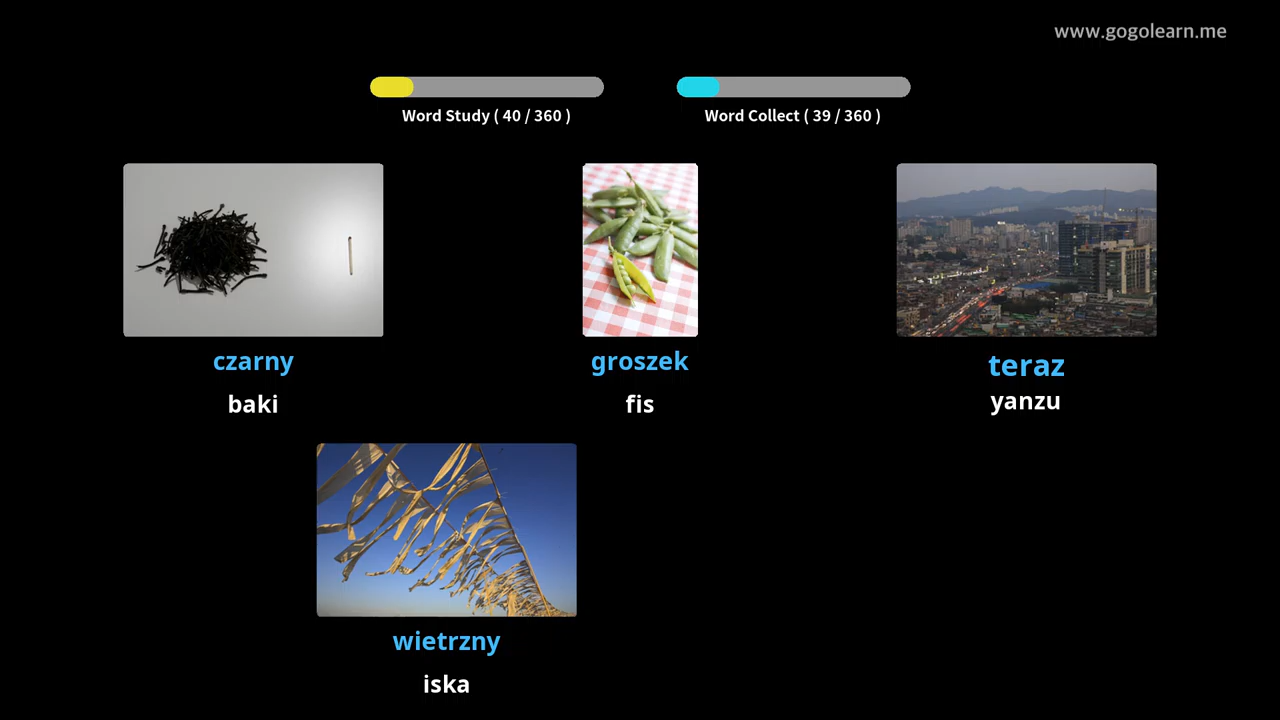 www.gogolearn.me
Word Study ( 40 / 360 )
Word Collect ( 39 / 360 )
czarny
baki
groszek
fis
teraz
yanzu
wietrzny
iska